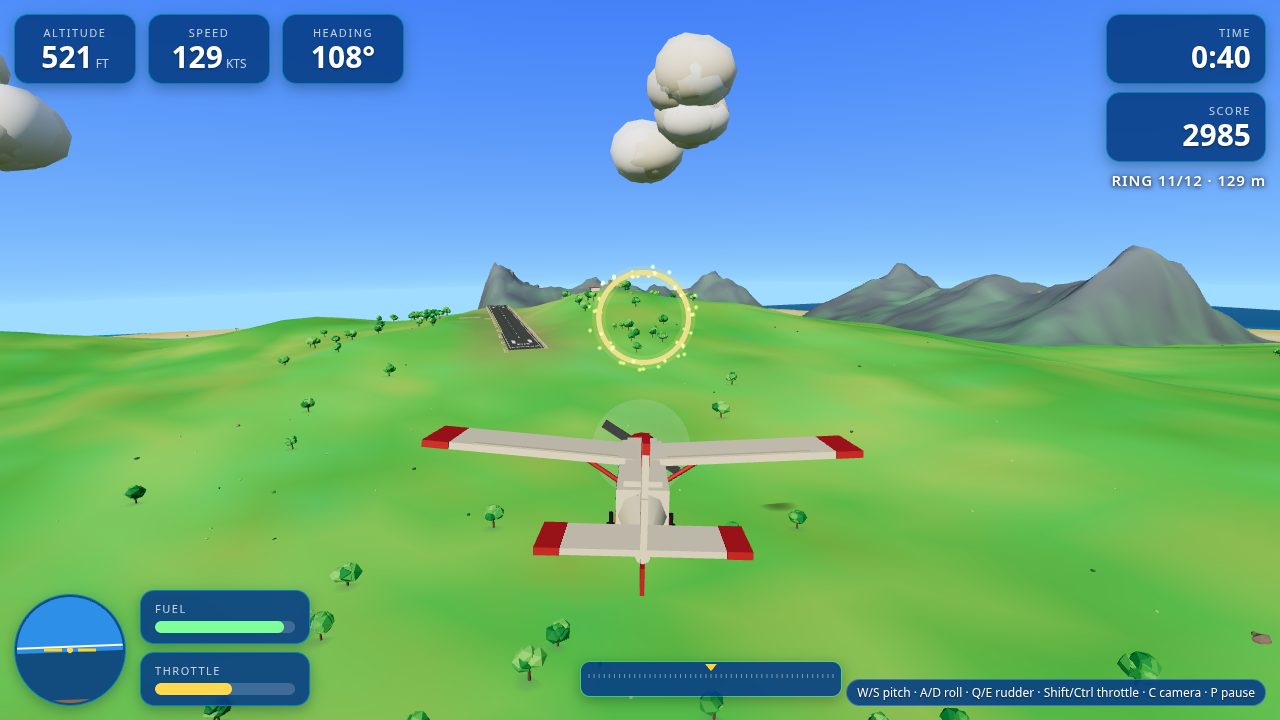 ALTITUDE
521 FT
SPEED
129 KTS
HEADING
108°
TIME
0:40
SCORE
2985
RING 11/12 · 129 m
FUEL
THROTTLE
W/S pitch · A/D roll · Q/E rudder · Shift/Ctrl throttle · C camera · P pause